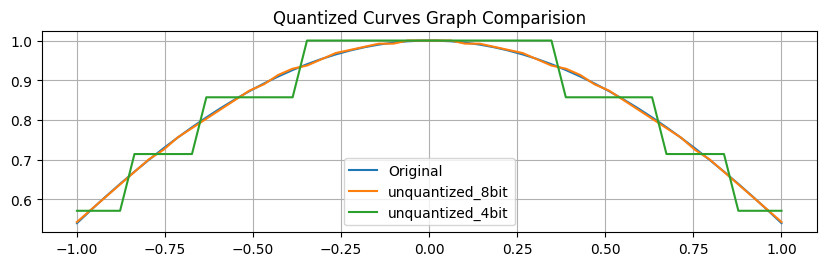 Quantized Curves Graph Comparision
1.0
0.9
0.8
0.7
0.6
Original
unquantized_8bit
unquantized_4bit
−1.00 −0.75 −0.50 −0.25 0.00 0.25 0.50 0.75 1.00